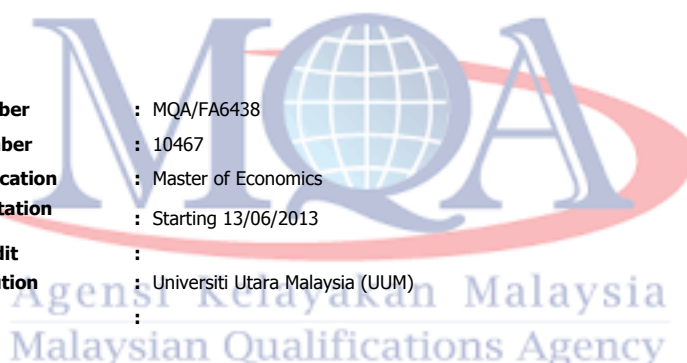 MQA
ber : MQA/FA6438
ber : 10467
cation : Master of Economics
tation : Starting 13/06/2013
dit :
tion : Universiti Utara Malaysia (UUM)
:
Agensi Kelayakan Malaysia
Malaysian Qualifications Agency